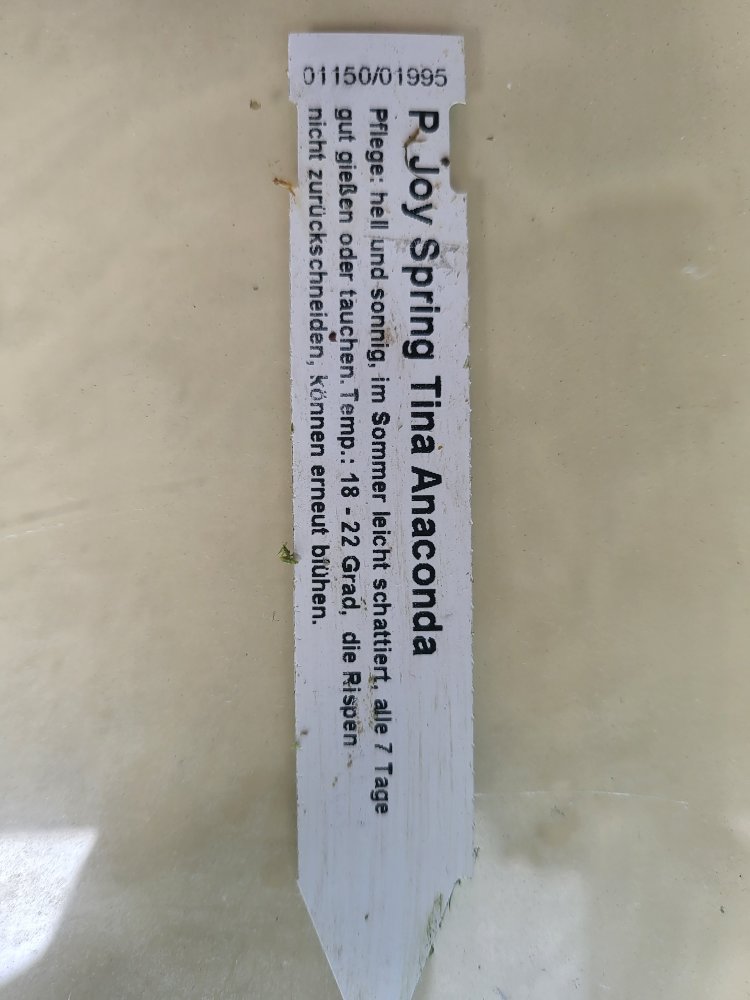 01150/01995
P. Joy Spring Tina Anaconda
Pflege: hell und sonnig, im Sommer leicht schattiert, alle 7 Tage
gut gießen oder tauchen. Temp.: 18 - 22 Grad, die Rispen
nicht zurückschneiden, können erneut blühen.